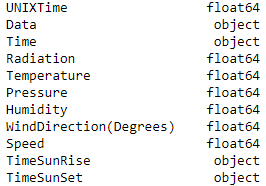 UNIXTime float64
Data object
Time object
Radiation float64
Temperature float64
Pressure float64
Humidity float64
WindDirection(Degrees) float64
Speed float64
TimeSunRise object
TimeSunSet object